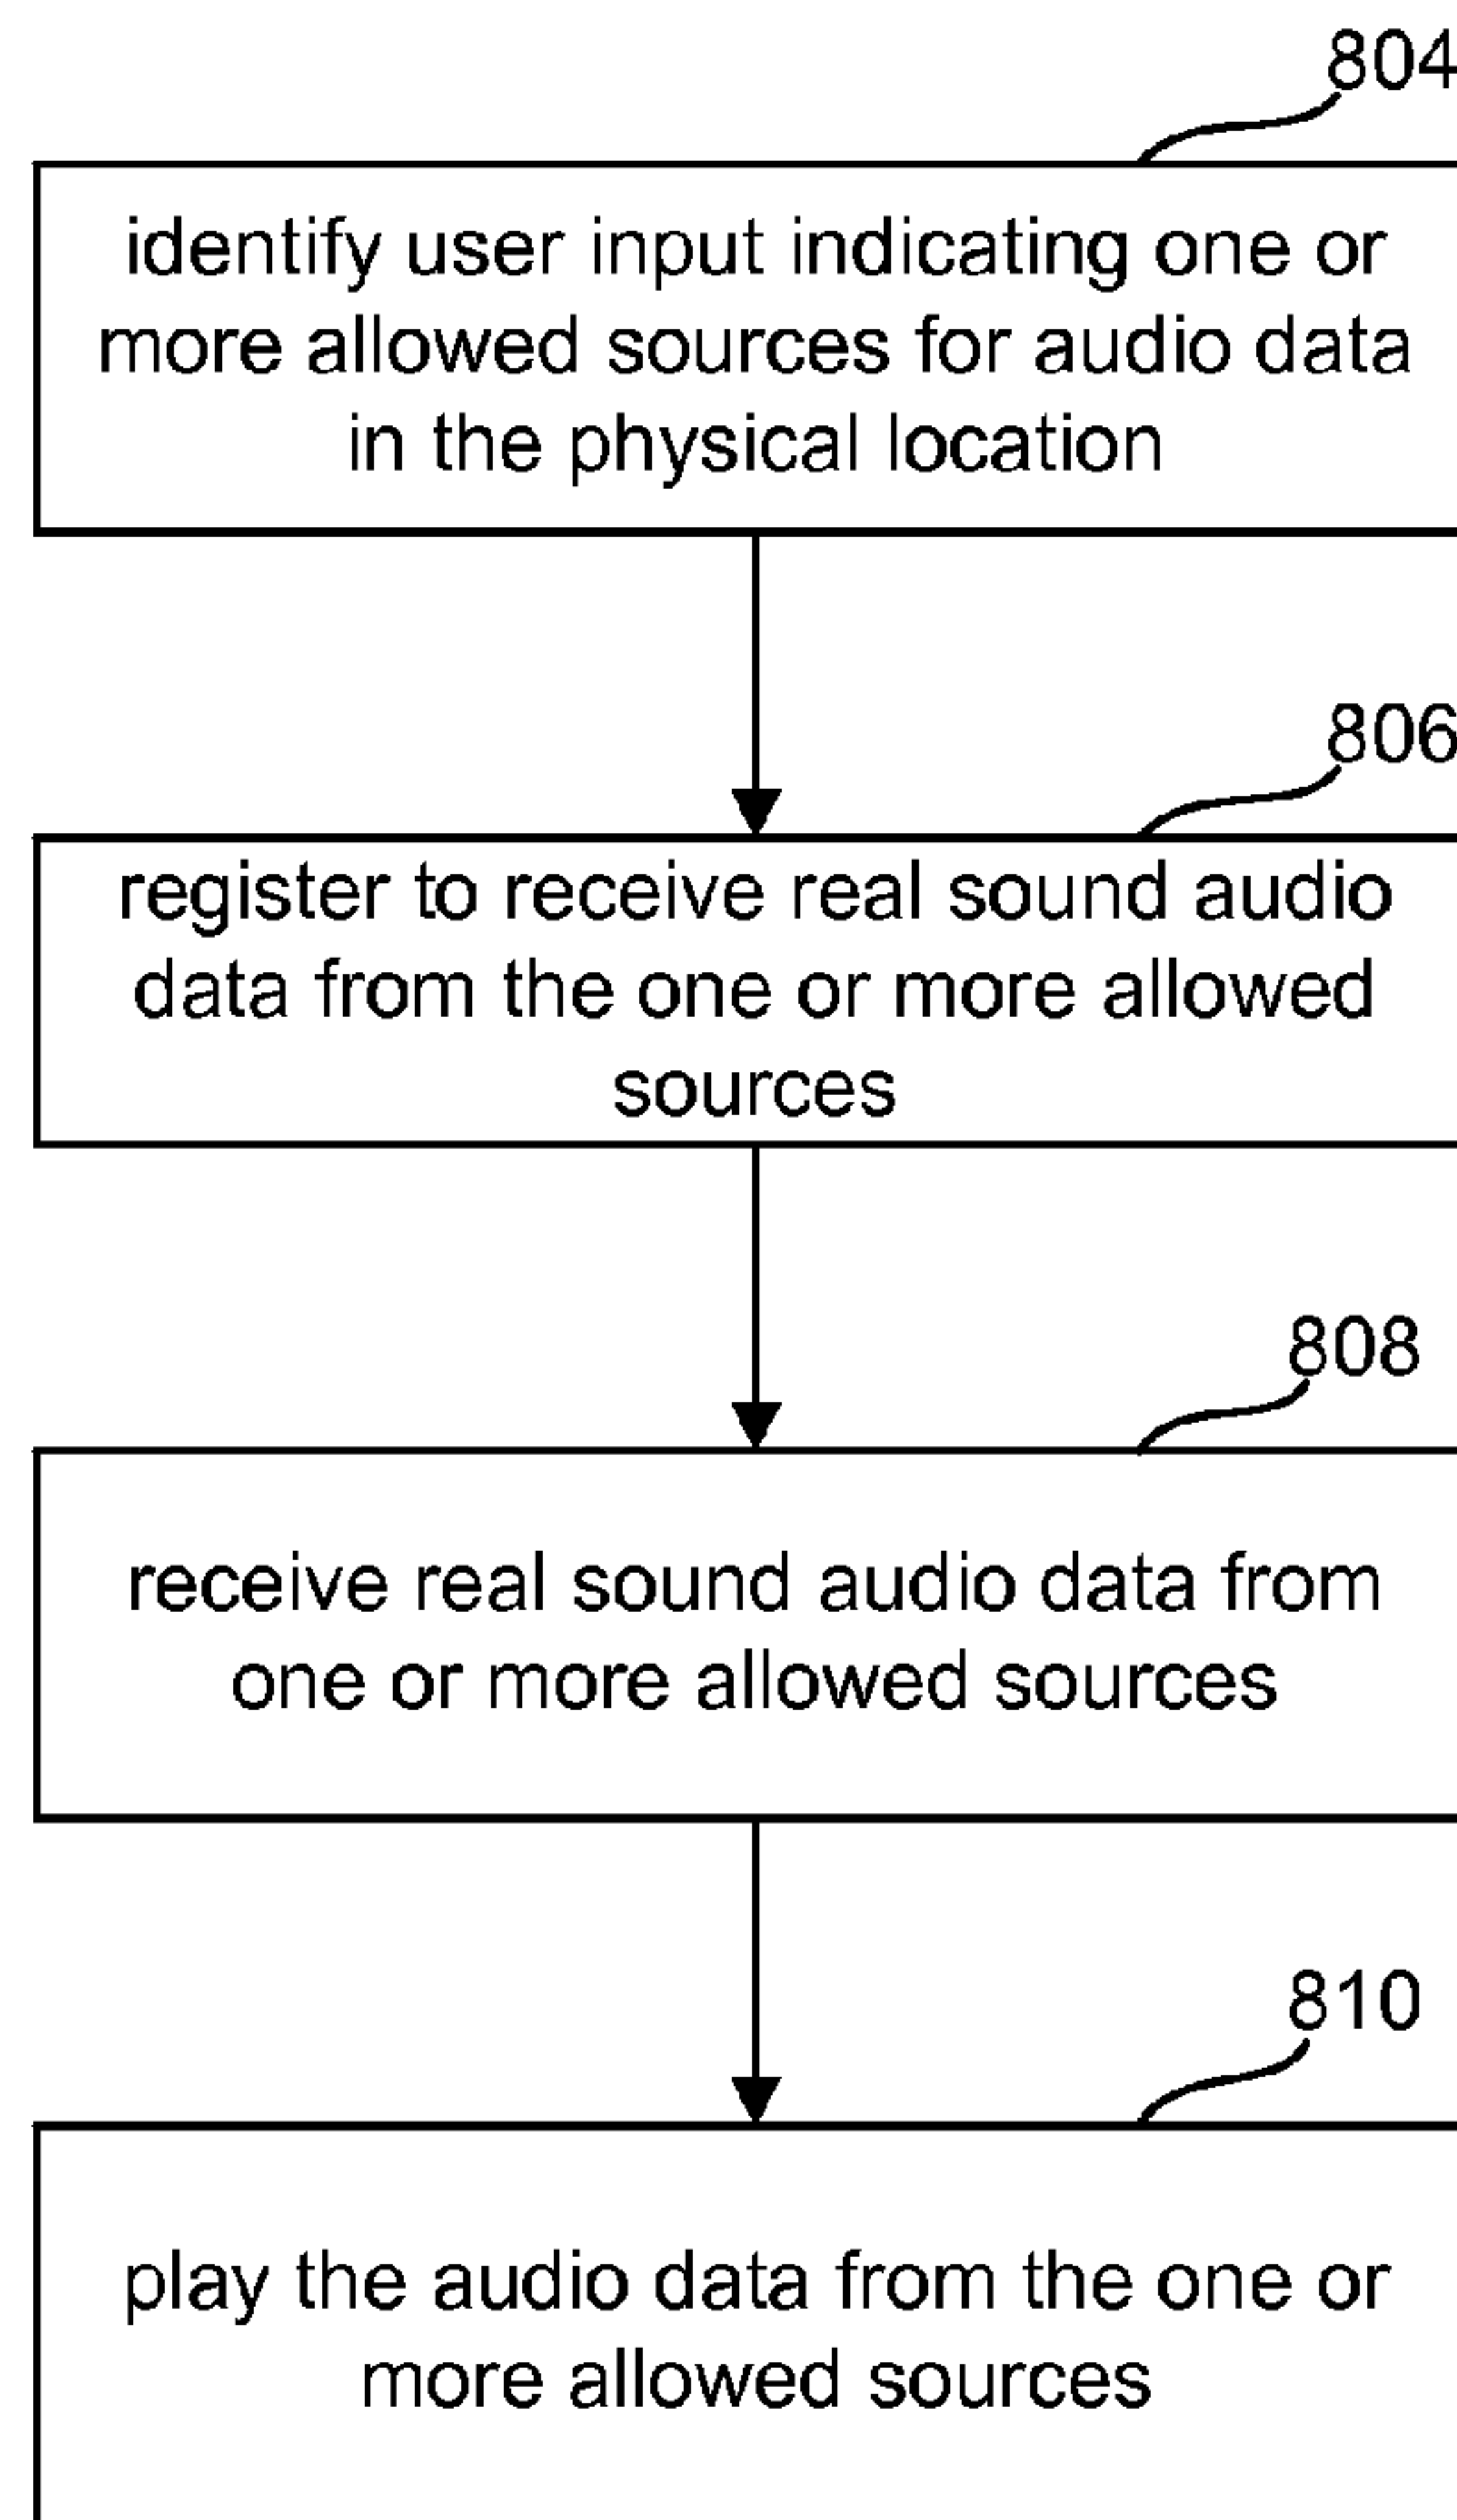 804
identify user input indicating one or
more allowed sources for audio data
in the physical location
806
register to receive real sound audio
data from the one or more allowed
sources
808
receive real sound audio data from
one or more allowed sources
810
play the audio data from the one or
more allowed sources